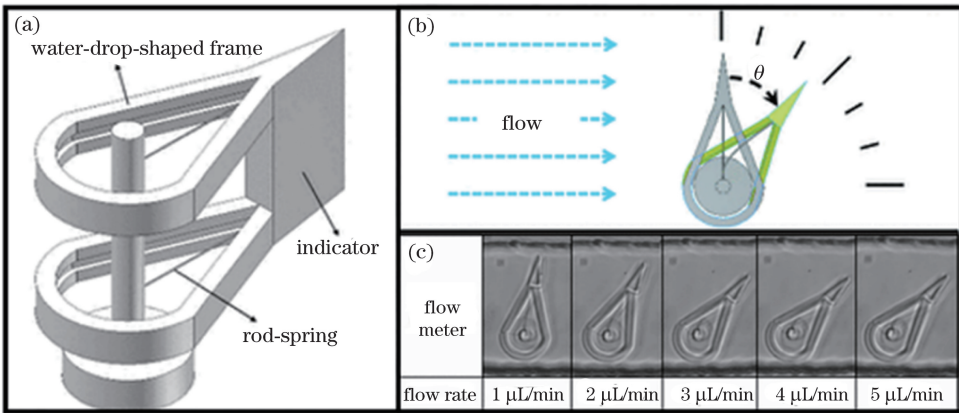 (a)
water-drop-shaped frame
indicator
rod-spring
(b)
flow
θ
(c)
flow
meter
flow rate 1 μL/min 2 μL/min 3 μL/min 4 μL/min 5 μL/min